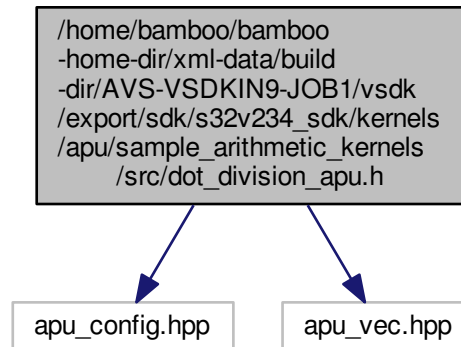 /home/bamboo/bamboo
-home-dir/xml-data/build
-dir/AVS-VSDKIN9-JOB1/vsdk
/export/sdk/s32v234_sdk/kernels
/apu/sample_arithmetic_kernels
/src/dot_division_apu.h
apu_config.hpp
apu_vec.hpp